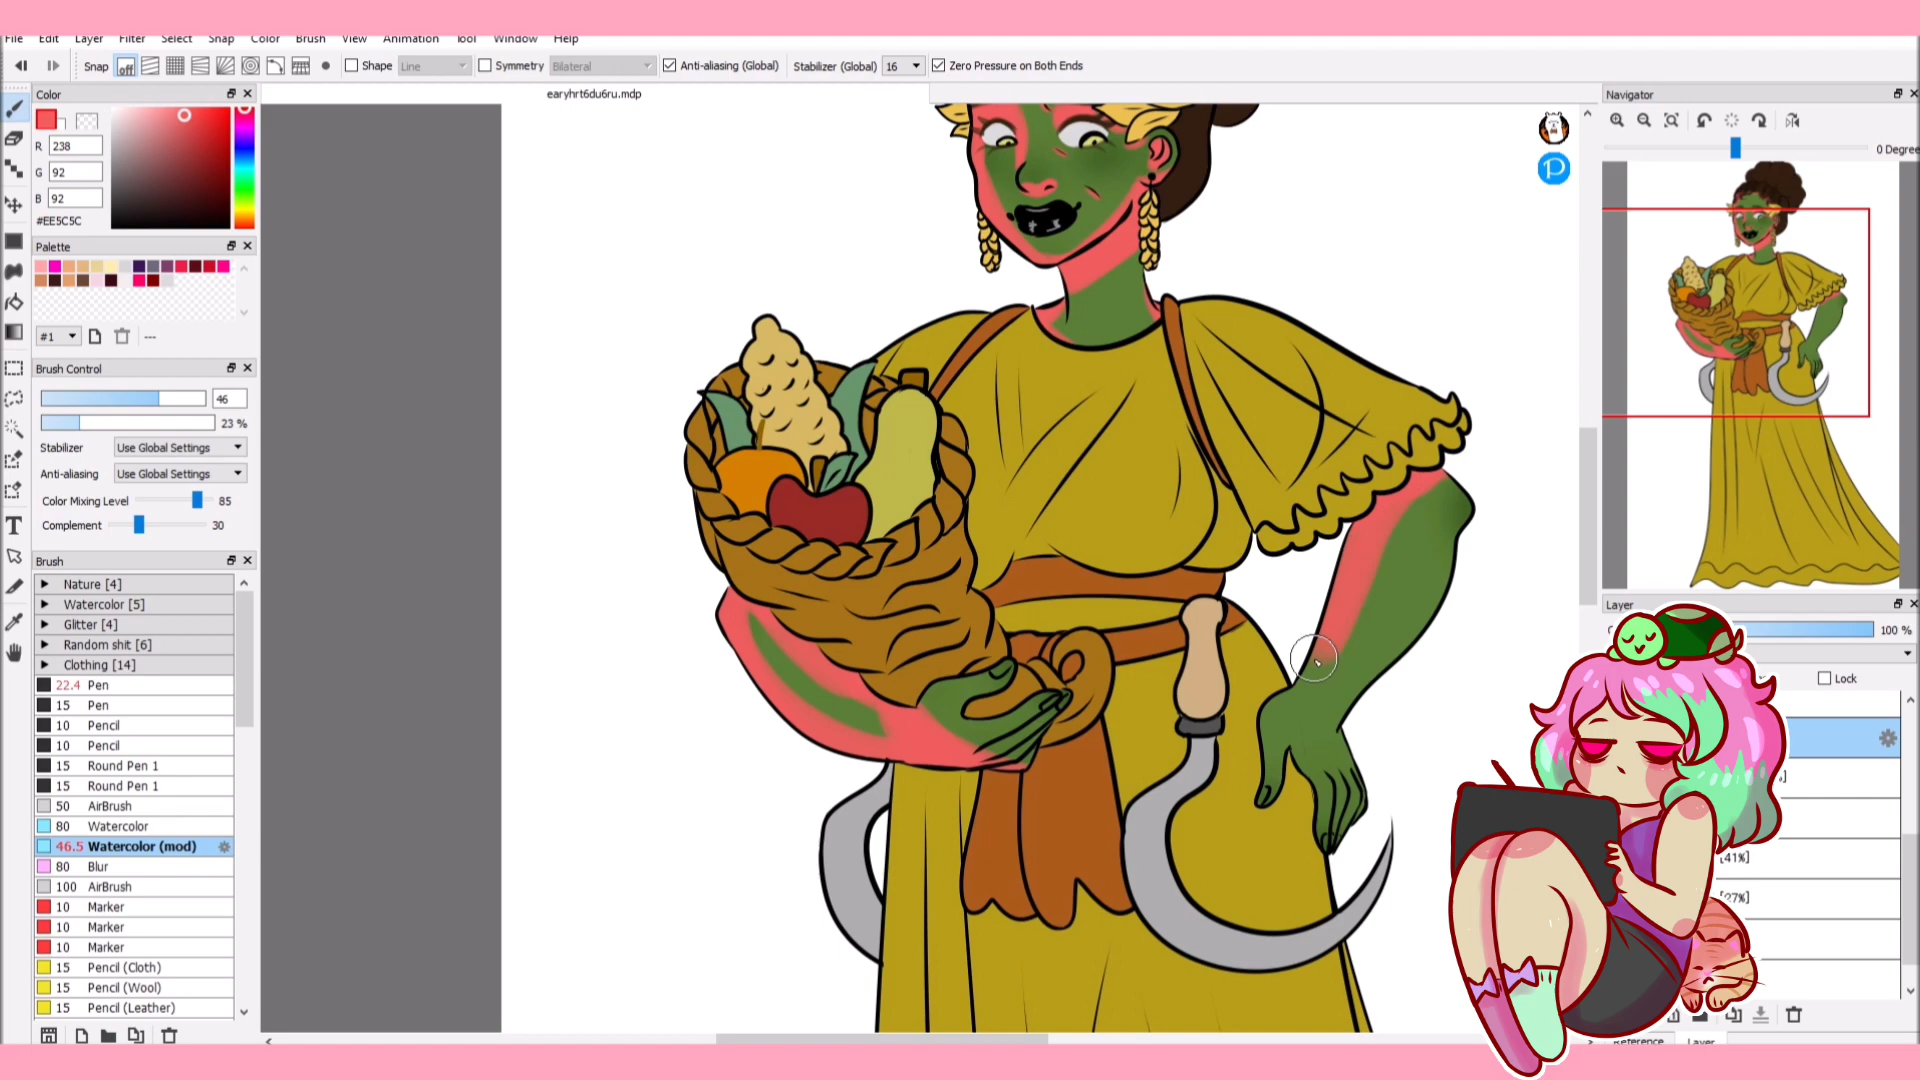 File Edit Layer Filter Select Snap Color Brush View Animation Tool Window Help
Snap off Shape Line Symmetry Bilateral Anti-aliasing (Global) Stabilizer (Global) 16 Zero Pressure on Both Ends
Color
earyhrt6du6ru.mdp
Navigator
R 238
G 92
B 92
#EE5C5C
0 Degree
Palette
#1
---
Brush Control
46
23 %
Stabilizer Use Global Settings
Anti-aliasing Use Global Settings
Color Mixing Level 85
Complement 30
Brush
Nature [4]
Watercolor [5]
Glitter [4]
Random shit [6]
Clothing [14]
22.4 Pen
15 Pen
10 Pencil
10 Pencil
15 Round Pen 1
15 Round Pen 1
50 AirBrush
80 Watercolor
46.5 Watercolor (mod)
80 Blur
100 AirBrush
10 Marker
10 Marker
10 Marker
15 Pencil (Cloth)
15 Pencil (Wool)
15 Pencil (Leather)
Layer
100 %
Lock
[41%]
[27%]
Reference Layer